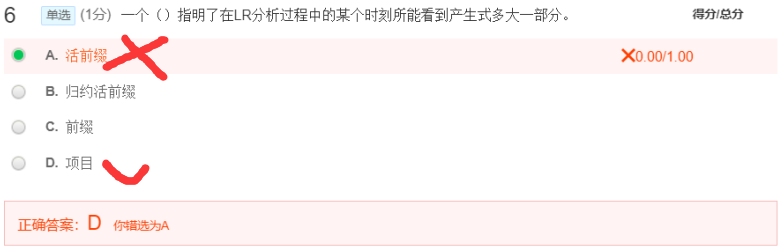 6 单选 (1分) 一个（）指明了在LR分析过程中的某个时刻所能看到产生式多大一部分。 得分/总分
A. 活前缀 0.00/1.00
B. 归约活前缀
C. 前缀
D. 项目
正确答案：D 你错选为A